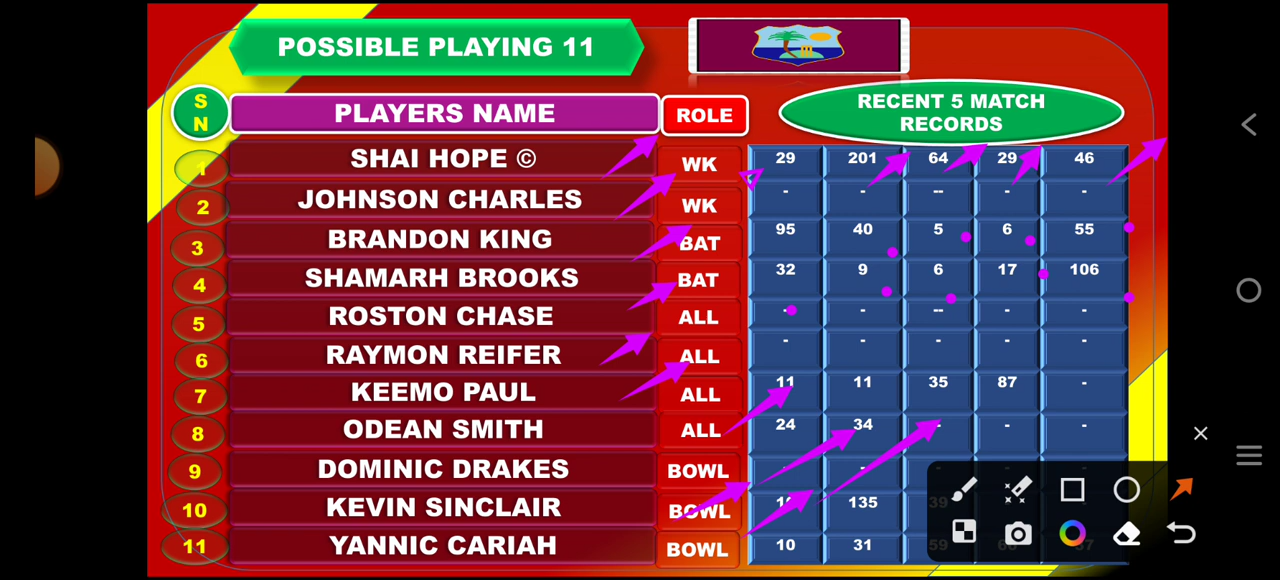 POSSIBLE PLAYING 11
S N PLAYERS NAME ROLE RECENT 5 MATCH RECORDS
1 SHAI HOPE © WK 29 201 64 29 46
2 JOHNSON CHARLES WK - - -- - -
3 BRANDON KING BAT 95 40 5 6 55
4 SHAMARH BROOKS BAT 32 9 6 17 106
5 ROSTON CHASE ALL - - -- - -
6 RAYMON REIFER ALL - - - - -
7 KEEMO PAUL ALL 11 11 35 87 -
8 ODEAN SMITH ALL 24 34 - - -
9 DOMINIC DRAKES BOWL - - - -
10 KEVIN SINCLAIR BOWL 135 39
11 YANNIC CARIAH BOWL 10 31 59